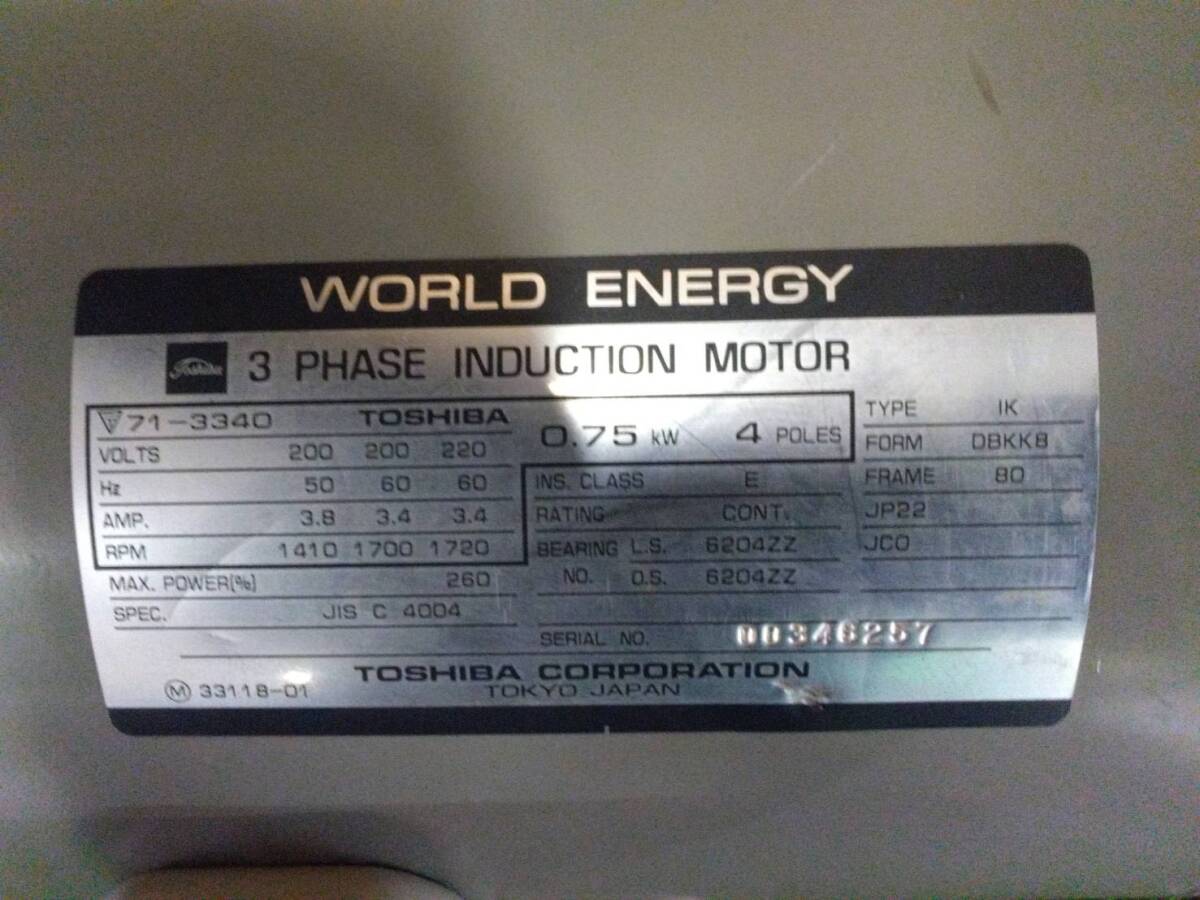 WORLD ENERGY
Toshiba 3 PHASE INDUCTION MOTOR
▽71-3340 TOSHIBA 0.75 kW 4 POLES
VOLTS 200 200 220
Hz 50 60 60
AMP. 3.8 3.4 3.4
RPM 1410 1700 1720
MAX. POWER[%] 260
SPEC. JIS C 4004
INS. CLASS E
RATING CONT.
BEARING L.S. 6204ZZ
NO. O.S. 6204ZZ
SERIAL NO. 00346257
TYPE IK
FORM DBKK8
FRAME 80
JP22
JC0
TOSHIBA CORPORATION
Ⓜ 33118-01 TOKYO JAPAN